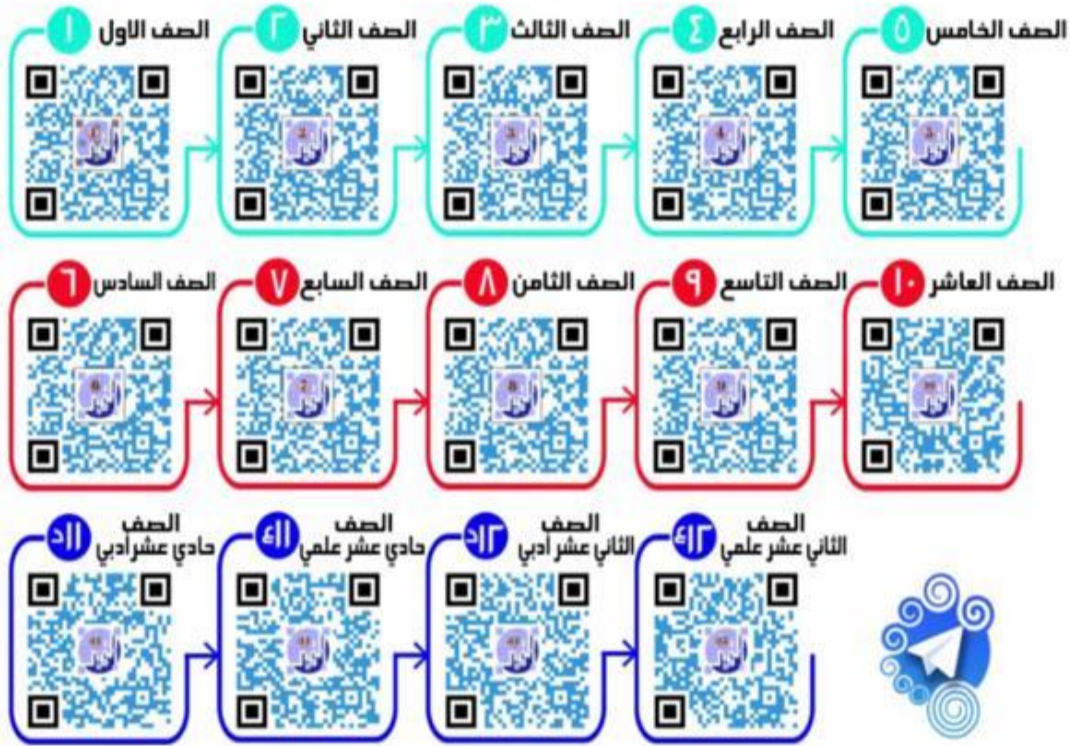 ١ الصف الاول
٢ الصف الثاني
٣ الصف الثالث
٤ الصف الرابع
٥ الصف الخامس
٦ الصف السادس
٧ الصف السابع
٨ الصف الثامن
٩ الصف التاسع
١٠ الصف العاشر
١١د الصف
حادي عشر أدبي
١١ع الصف
حادي عشر علمي
١٢د الصف
الثاني عشر أدبي
١٢ع الصف
الثاني عشر علمي